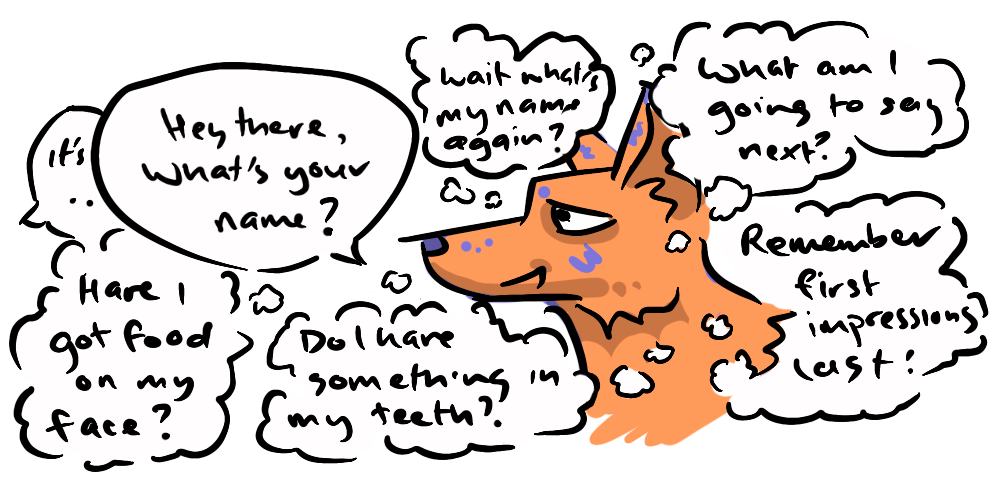 Hey there,
what's your
name?
it's
..
wait what's
my name
again?
What am I
going to say
next?
Remember
first
impressions
last!
Do I have
something in
my teeth?
Have I
got food
on my
face?